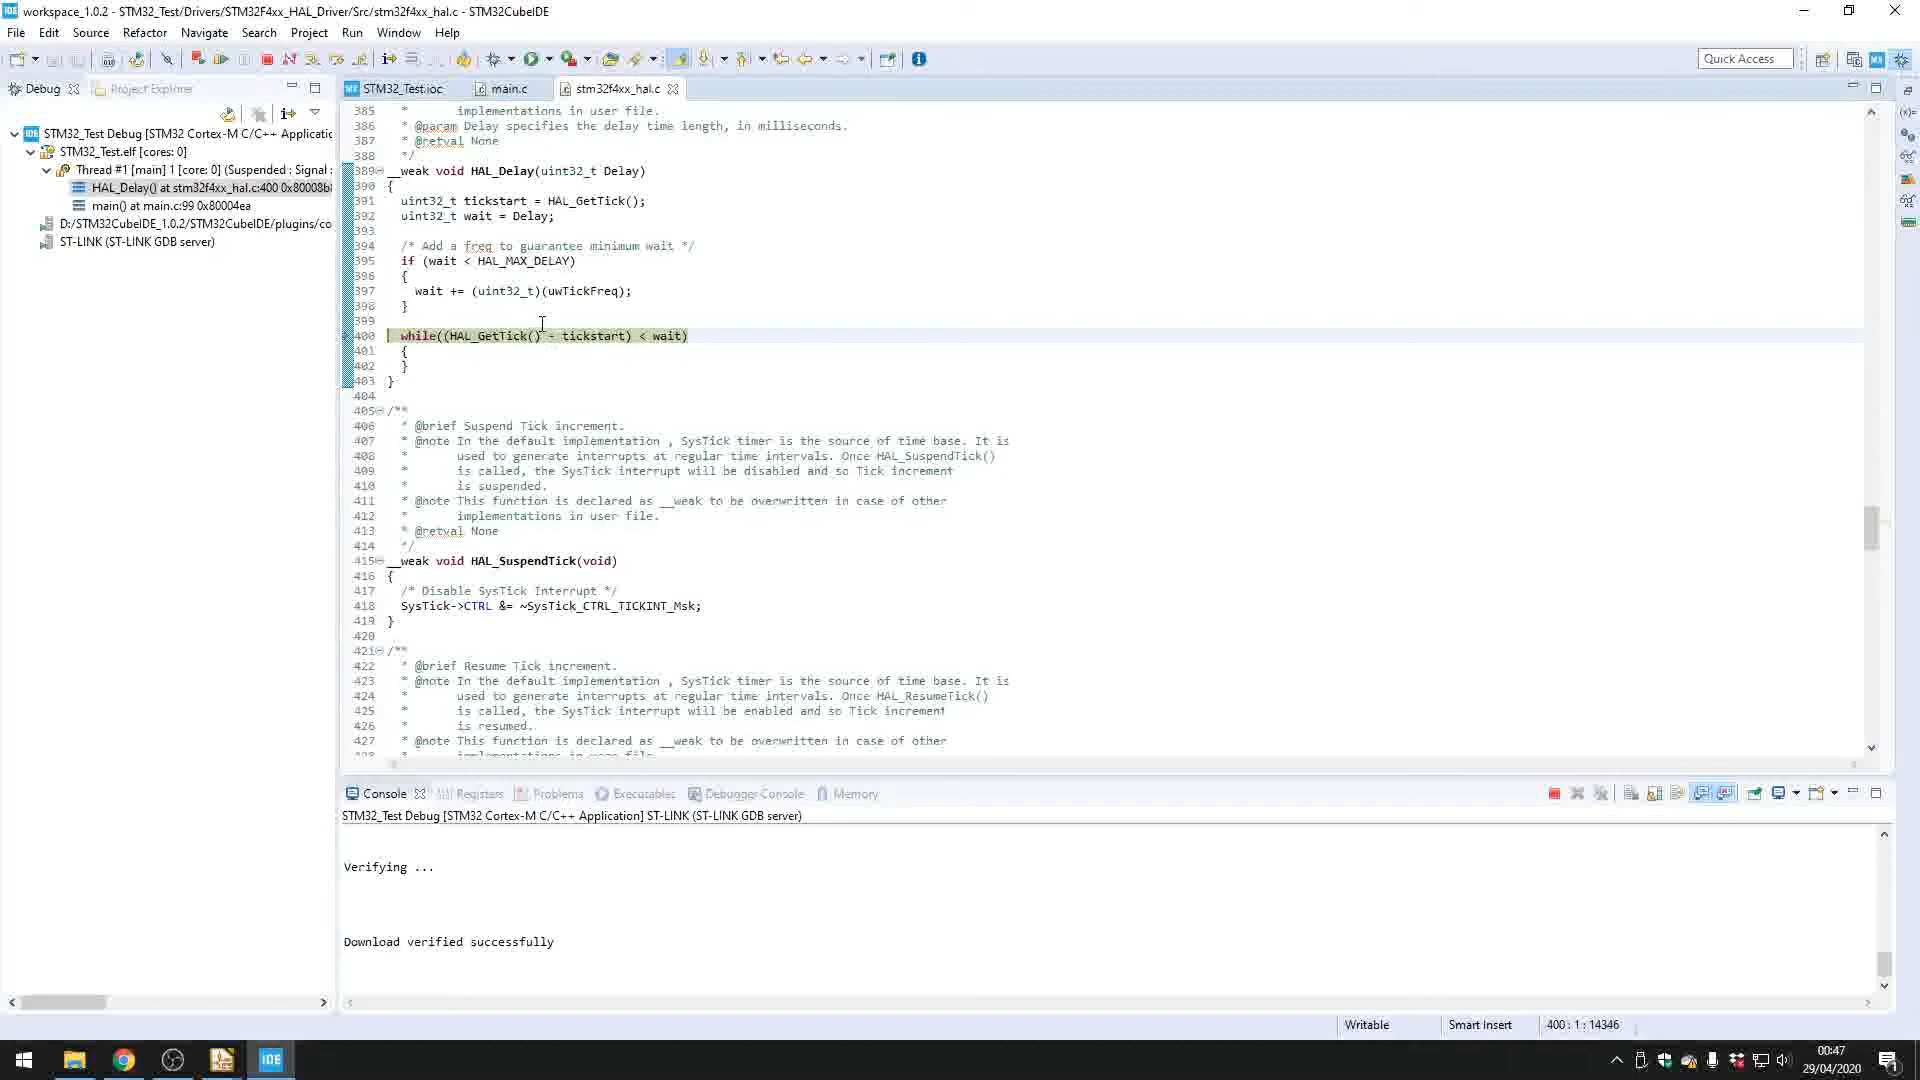 workspace_1.0.2 - STM32_Test/Drivers/STM32F4xx_HAL_Driver/Src/stm32f4xx_hal.c - STM32CubeIDE
File Edit Source Refactor Navigate Search Project Run Window Help
Quick Access
Debug Project Explorer
STM32_Test Debug [STM32 Cortex-M C/C++ Applicatic
STM32_Test.elf [cores: 0]
Thread #1 [main] 1 [core: 0] (Suspended : Signal :
HAL_Delay() at stm32f4xx_hal.c:400 0x80008b
main() at main.c:99 0x80004ea
D:/STM32CubeIDE_1.0.2/STM32CubeIDE/plugins/co
ST-LINK (ST-LINK GDB server)
STM32_Test.ioc main.c stm32f4xx_hal.c
385 * implementations in user file.
386 * @param Delay specifies the delay time length, in milliseconds.
387 * @retval None
388 */
389 __weak void HAL_Delay(uint32_t Delay)
390 {
391 uint32_t tickstart = HAL_GetTick();
392 uint32_t wait = Delay;
393
394 /* Add a freq to guarantee minimum wait */
395 if (wait < HAL_MAX_DELAY)
396 {
397 wait += (uint32_t)(uwTickFreq);
398 }
399
400 while((HAL_GetTick() - tickstart) < wait)
401 {
402 }
403 }
404
405 /**
406 * @brief Suspend Tick increment.
407 * @note In the default implementation , SysTick timer is the source of time base. It is
408 * used to generate interrupts at regular time intervals. Once HAL_SuspendTick()
409 * is called, the SysTick interrupt will be disabled and so Tick increment
410 * is suspended.
411 * @note This function is declared as __weak to be overwritten in case of other
412 * implementations in user file.
413 * @retval None
414 */
415 __weak void HAL_SuspendTick(void)
416 {
417 /* Disable SysTick Interrupt */
418 SysTick->CTRL &= ~SysTick_CTRL_TICKINT_Msk;
419 }
420
421 /**
422 * @brief Resume Tick increment.
423 * @note In the default implementation , SysTick timer is the source of time base. It is
424 * used to generate interrupts at regular time intervals. Once HAL_ResumeTick()
425 * is called, the SysTick interrupt will be enabled and so Tick increment
426 * is resumed.
427 * @note This function is declared as __weak to be overwritten in case of other
Console Registers Problems Executables Debugger Console Memory
STM32_Test Debug [STM32 Cortex-M C/C++ Application] ST-LINK (ST-LINK GDB server)
Verifying ...
Download verified successfully
Writable Smart Insert 400 : 1 : 14346
IDE
00:47
29/04/2020